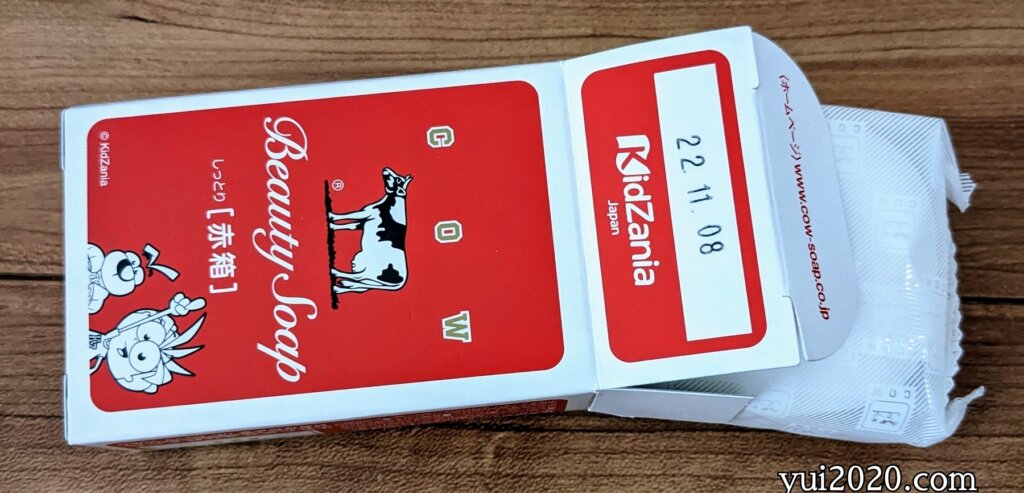 COW
Beauty Soap
®
しっとり[赤箱]
© KidZania
22.11.08
KidZania
Japan
〈ホームページ〉www.cow-soap.co.jp
yui2020.com